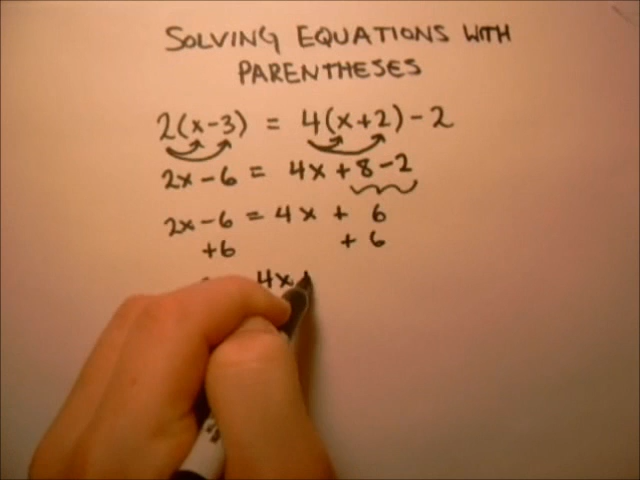 SOLVING EQUATIONS WITH
PARENTHESES
2(x-3) = 4(x+2)-2
2x-6 = 4x+8-2
2x-6 = 4x + 6
+6 +6
4x